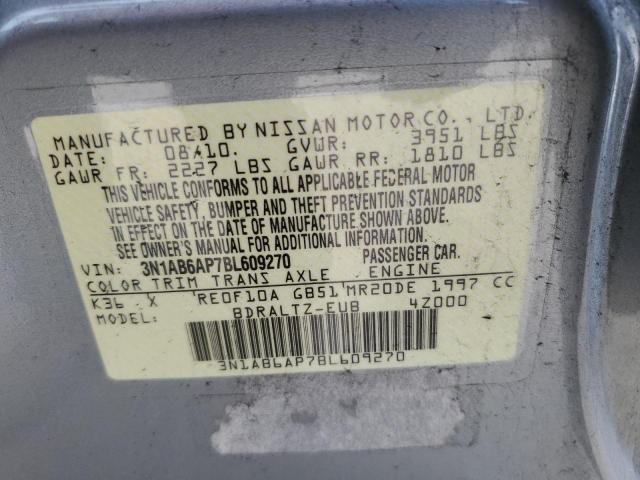 MANUFACTURED BY NISSAN MOTOR CO., LTD.
DATE: 08/10. GVWR: 3951 LBS
GAWR FR: 2227 LBS GAWR RR: 1810 LBS
THIS VEHICLE CONFORMS TO ALL APPLICABLE FEDERAL MOTOR
VEHICLE SAFETY, BUMPER AND THEFT PREVENTION STANDARDS
IN EFFECT ON THE DATE OF MANUFACTURE SHOWN ABOVE.
SEE OWNER'S MANUAL FOR ADDITIONAL INFORMATION.
VIN: 3N1AB6AP7BL609270 PASSENGER CAR.
COLOR TRIM TRANS AXLE ENGINE
K36 X RE0F10A GB51 MR20DE 1997 CC
MODEL: BDRALTZ-EUB 4Z000
3N1AB6AP7BL609270